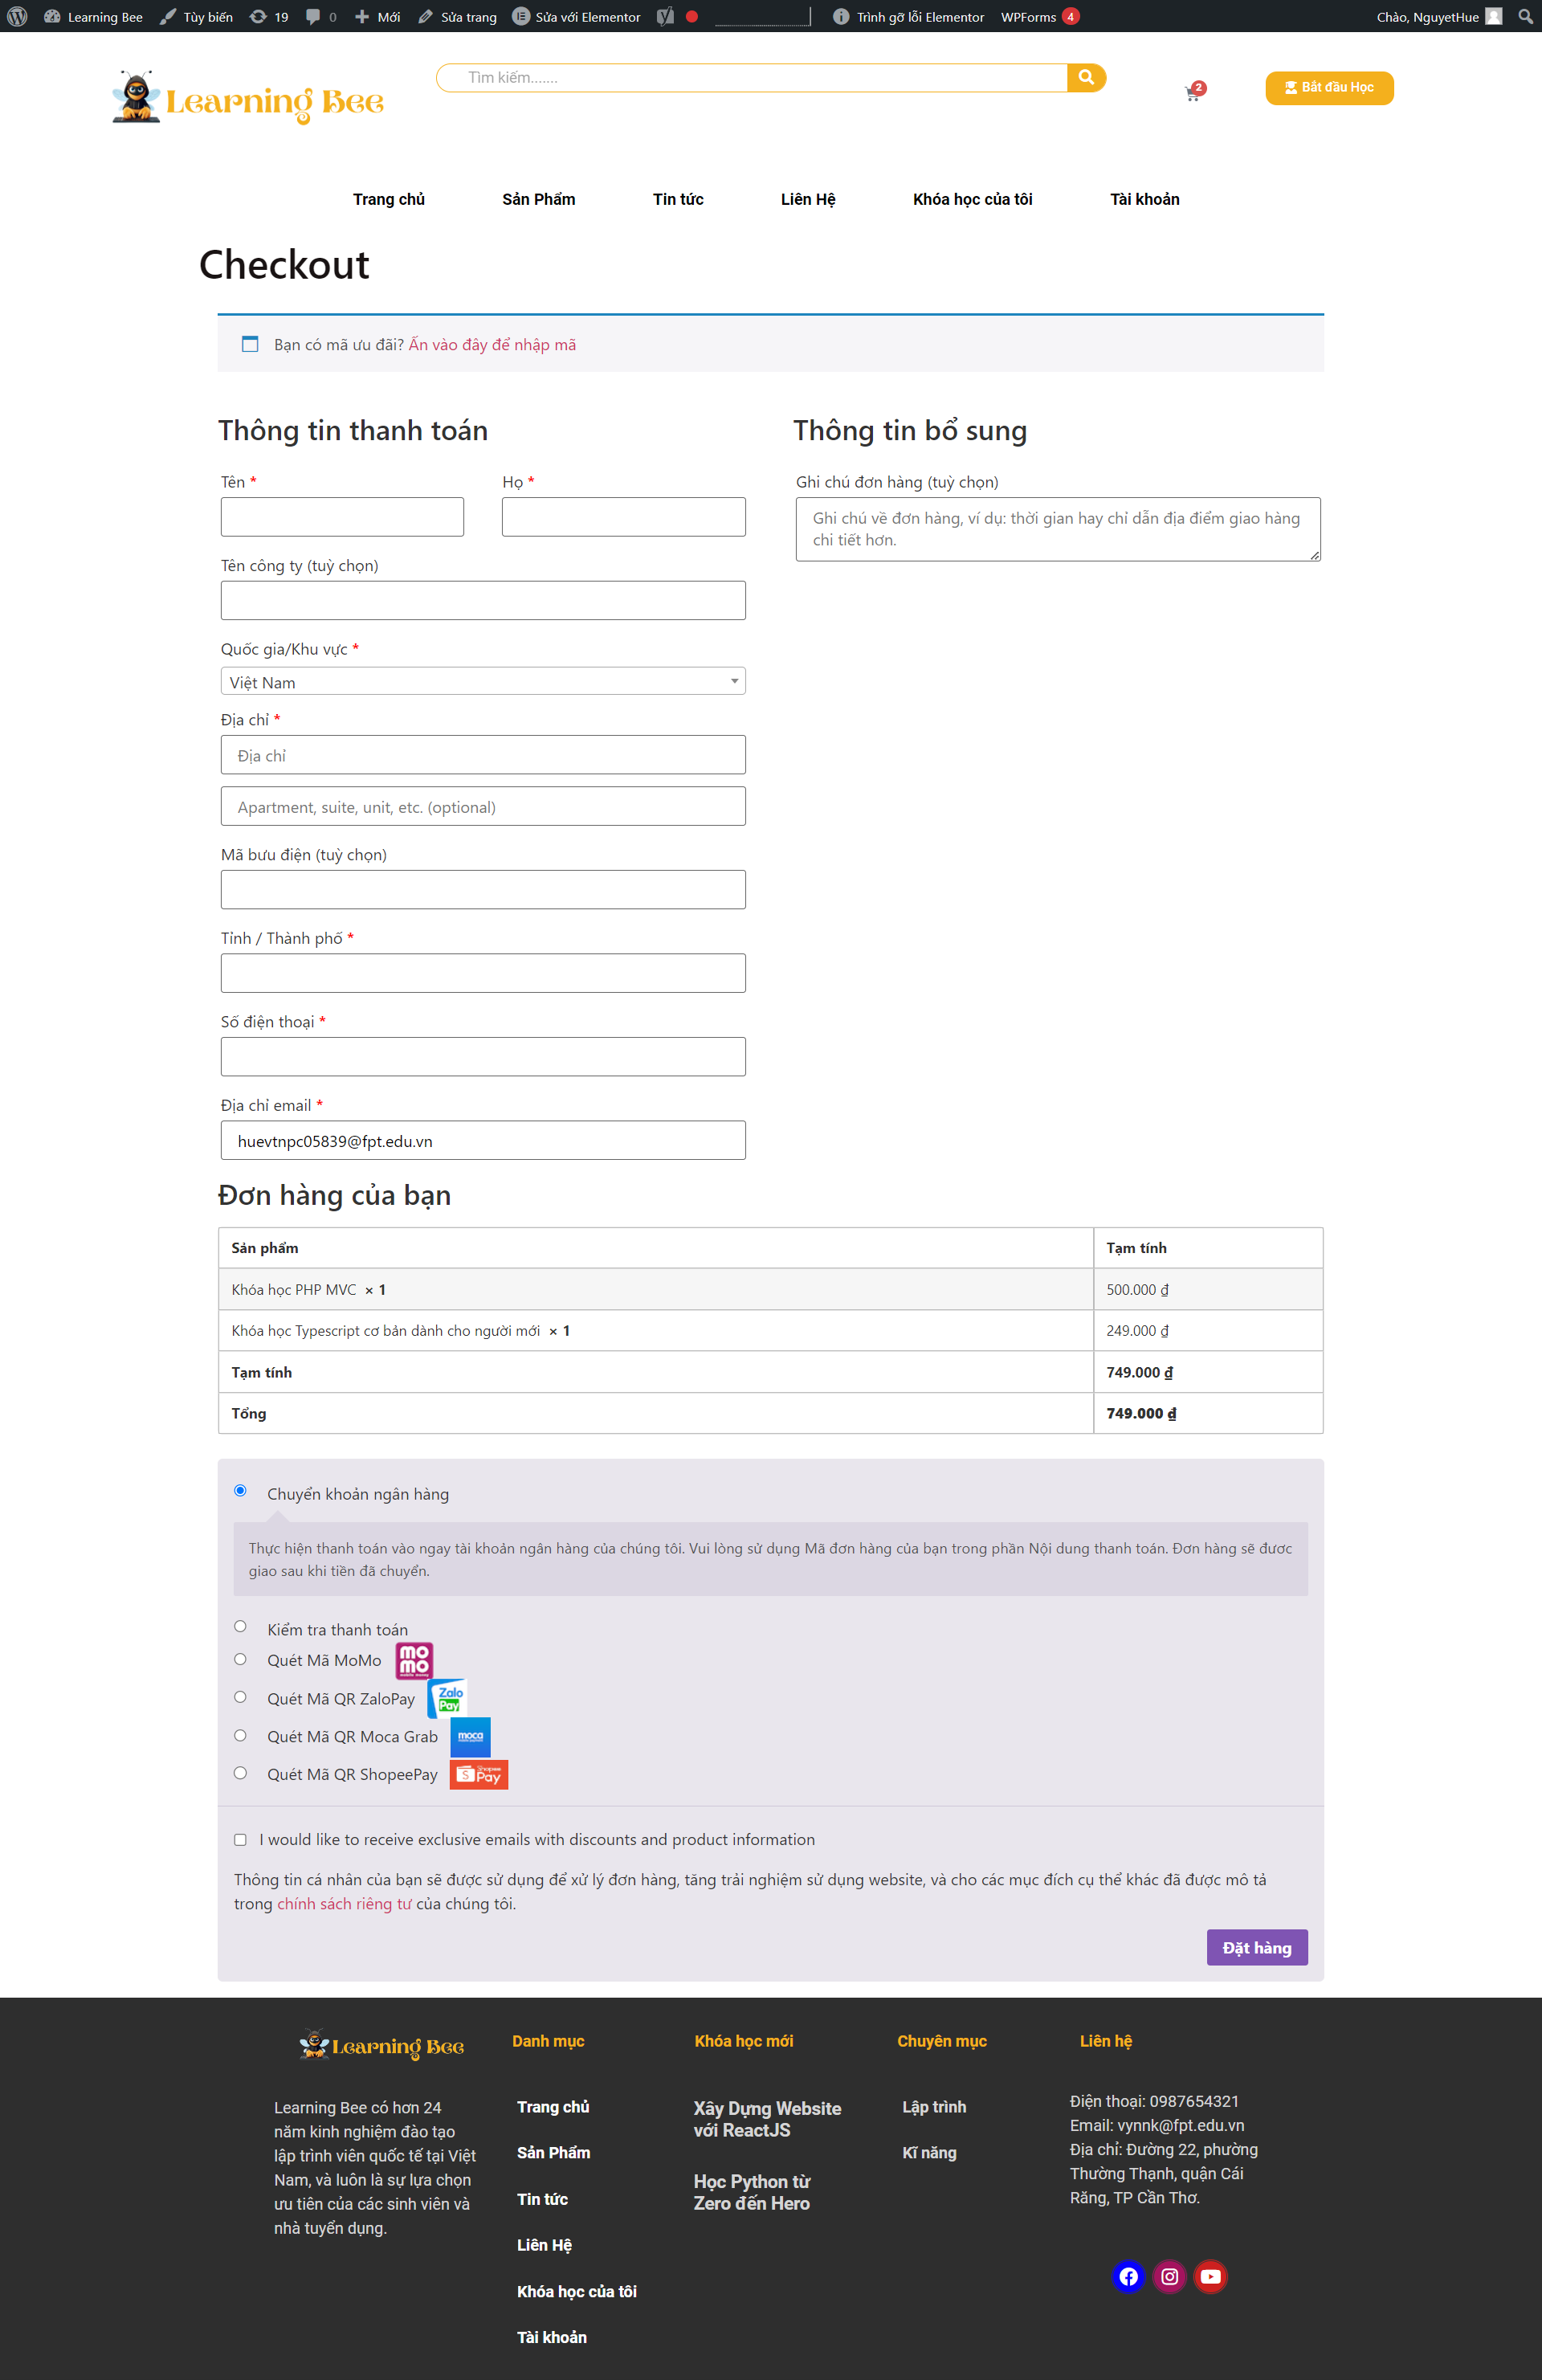 Learning Bee Tùy biến 19 0 Mới Sửa trang Sửa với Elementor Trình gỡ lỗi Elementor WPForms 4 Chào, NguyetHue
Learning Bee
Tìm kiếm.......
2
Bắt đầu Học
Trang chủ Sản Phẩm Tin tức Liên Hệ Khóa học của tôi Tài khoản
Checkout
Bạn có mã ưu đãi? Ấn vào đây để nhập mã
Thông tin thanh toán
Tên *
Họ *
Tên công ty (tuỳ chọn)
Quốc gia/Khu vực *
Việt Nam
Địa chỉ *
Địa chỉ
Apartment, suite, unit, etc. (optional)
Mã bưu điện (tuỳ chọn)
Tỉnh / Thành phố *
Số điện thoại *
Địa chỉ email *
huevtnpc05839@fpt.edu.vn
Thông tin bổ sung
Ghi chú đơn hàng (tuỳ chọn)
Ghi chú về đơn hàng, ví dụ: thời gian hay chỉ dẫn địa điểm giao hàng
chi tiết hơn.
Đơn hàng của bạn
Sản phẩm Tạm tính
Khóa học PHP MVC × 1 500.000 ₫
Khóa học Typescript cơ bản dành cho người mới × 1 249.000 ₫
Tạm tính 749.000 ₫
Tổng 749.000 ₫
Chuyển khoản ngân hàng
Thực hiện thanh toán vào ngay tài khoản ngân hàng của chúng tôi. Vui lòng sử dụng Mã đơn hàng của bạn trong phần Nội dung thanh toán. Đơn hàng sẽ đươc
giao sau khi tiền đã chuyển.
Kiểm tra thanh toán
Quét Mã MoMo mo mo
Quét Mã QR ZaloPay Zalo Pay
Quét Mã QR Moca Grab moca
Quét Mã QR ShopeePay Shopee Pay
I would like to receive exclusive emails with discounts and product information
Thông tin cá nhân của bạn sẽ được sử dụng để xử lý đơn hàng, tăng trải nghiệm sử dụng website, và cho các mục đích cụ thể khác đã được mô tả
trong chính sách riêng tư của chúng tôi.
Đặt hàng
Learning Bee
Learning Bee có hơn 24
năm kinh nghiệm đào tạo
lập trình viên quốc tế tại Việt
Nam, và luôn là sự lựa chọn
ưu tiên của các sinh viên và
nhà tuyển dụng.
Danh mục
Trang chủ
Sản Phẩm
Tin tức
Liên Hệ
Khóa học của tôi
Tài khoản
Khóa học mới
Xây Dựng Website
với ReactJS
Học Python từ
Zero đến Hero
Chuyên mục
Lập trình
Kĩ năng
Liên hệ
Điện thoại: 0987654321
Email: vynnk@fpt.edu.vn
Địa chỉ: Đường 22, phường
Thường Thạnh, quận Cái
Răng, TP Cần Thơ.